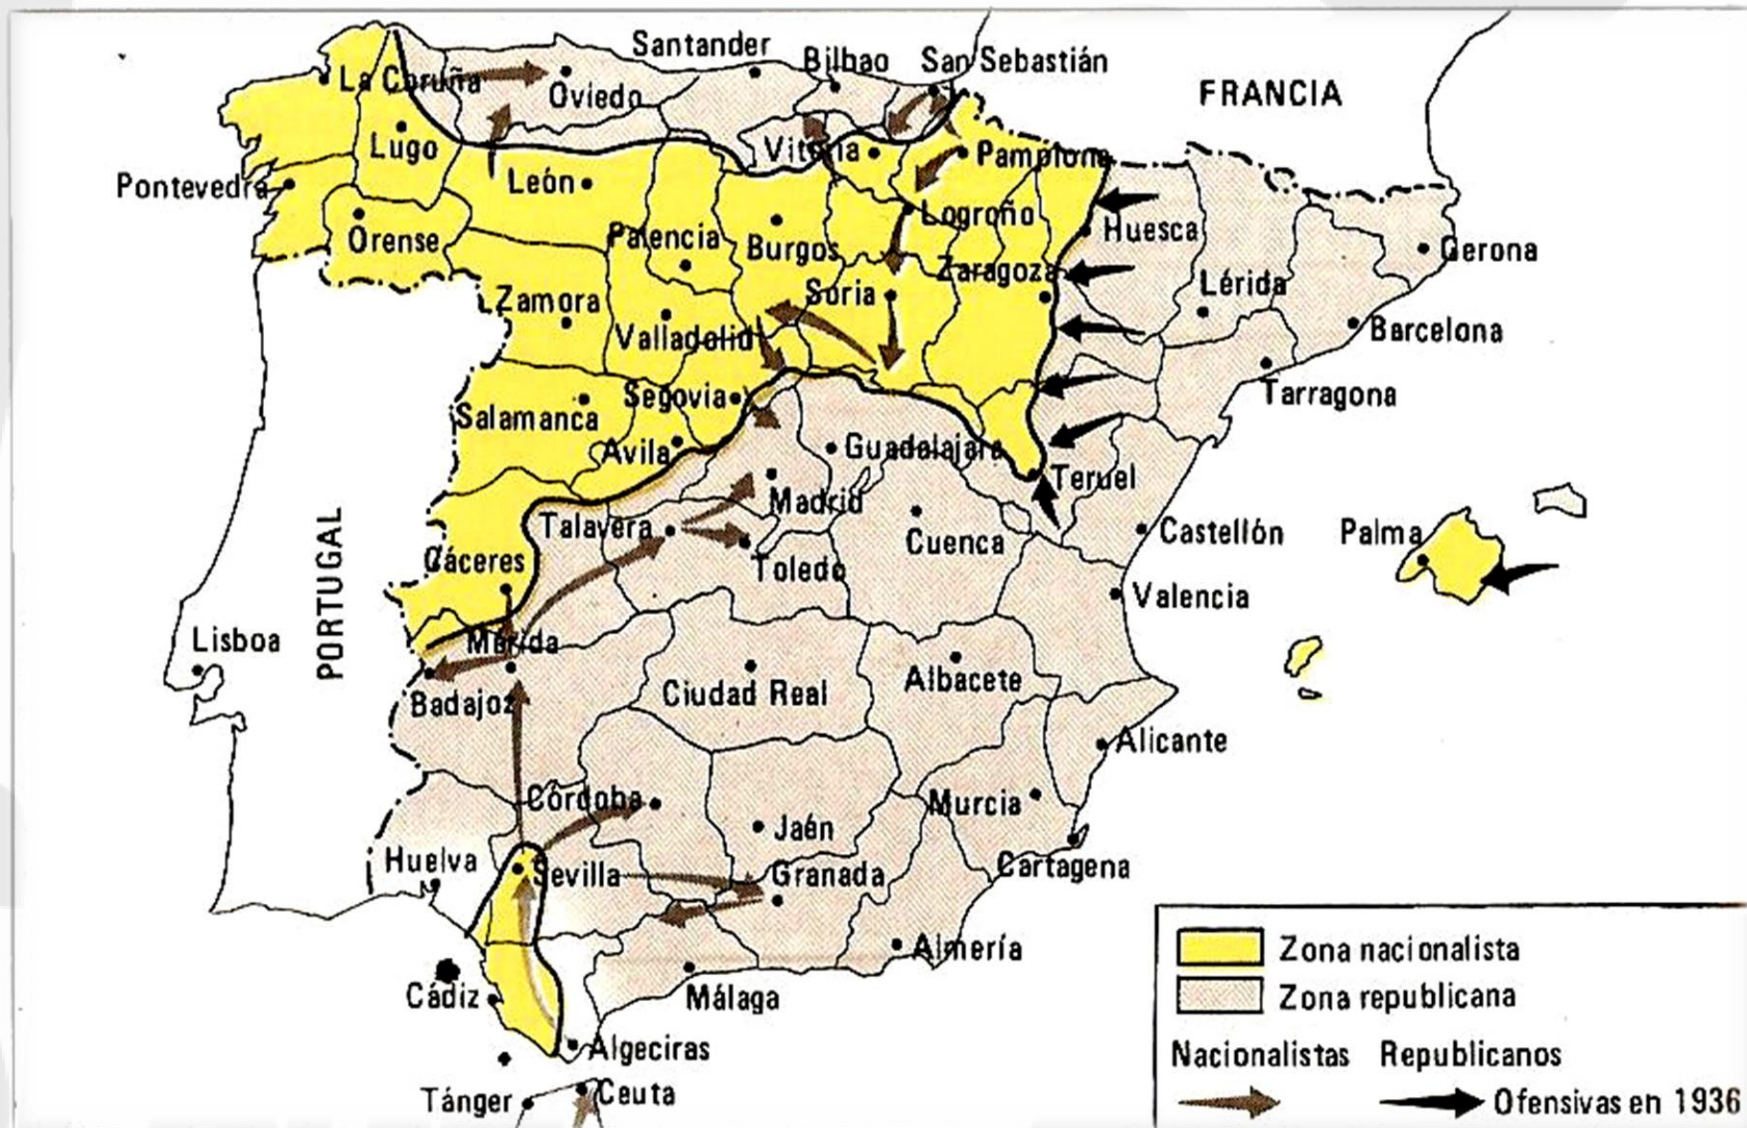 Santander
Bilbao
San Sebastián
FRANCIA
La Coruña
Oviedo
Lugo
Vitoria
Pamplona
Pontevedra
León
Orense
Palencia
Burgos
Logroño
Huesca
Gerona
Zamora
Soria
Zaragoza
Lérida
Valladolid
Barcelona
Salamanca
Segovia
Tarragona
Avila
Guadalajara
Teruel
Madrid
PORTUGAL
Talavera
Cuenca
Castellón
Palma
Cáceres
Toledo
Valencia
Lisboa
Mérida
Badajoz
Ciudad Real
Albacete
Alicante
Córdoba
Jaén
Murcia
Huelva
Sevilla
Granada
Cartagena
Almería
Cádiz
Málaga
Algeciras
Tánger
Ceuta
Zona nacionalista
Zona republicana
Nacionalistas Republicanos
Ofensivas en 1936